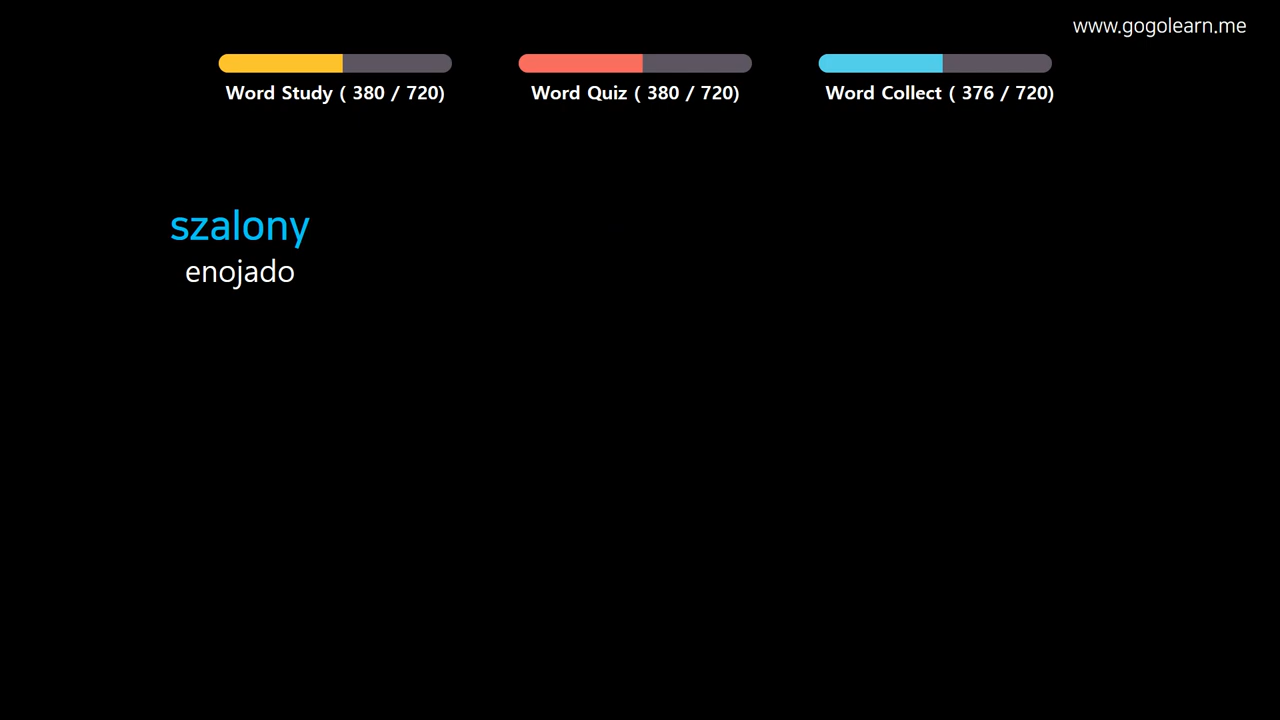 www.gogolearn.me
Word Study ( 380 / 720)
Word Quiz ( 380 / 720)
Word Collect ( 376 / 720)
szalony
enojado